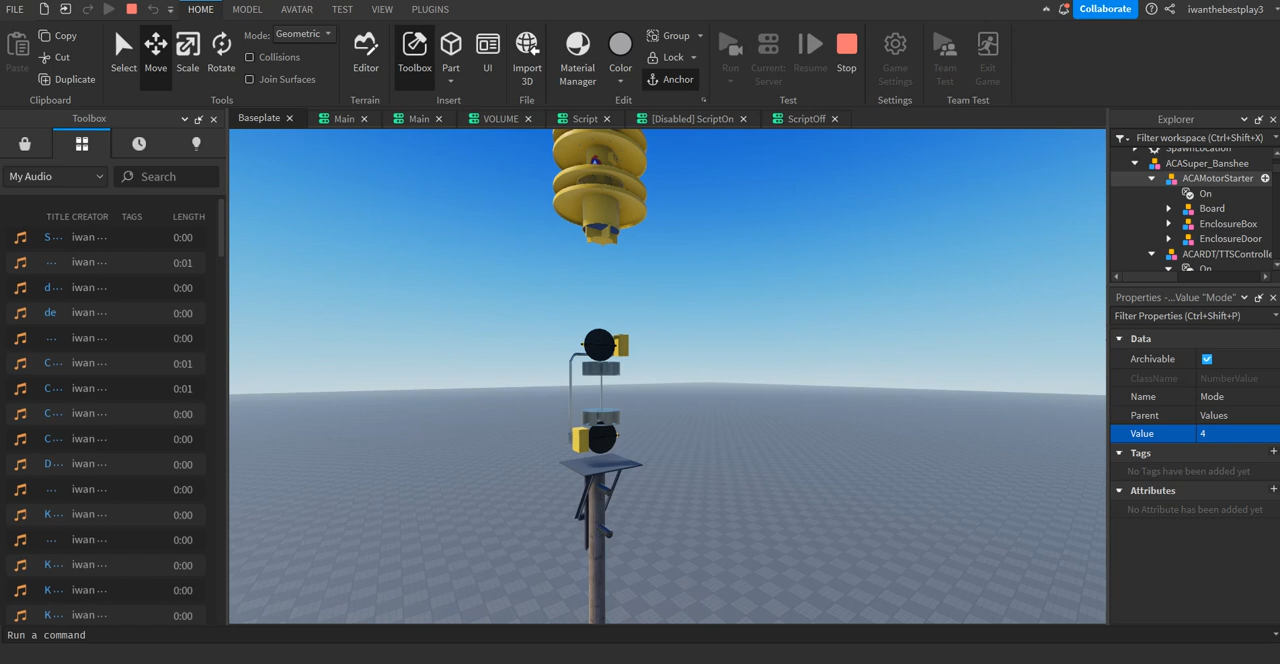 FILE
HOME
MODEL
AVATAR
TEST
VIEW
PLUGINS
Collaborate
iwanthebestplay3
Paste
Copy
Cut
Duplicate
Clipboard
Select
Move
Scale
Rotate
Mode: Geometric
Collisions
Join Surfaces
Tools
Editor
Terrain
Toolbox
Part
UI
Insert
Import
3D
File
Material
Manager
Color
Group
Lock
Anchor
Edit
Run
Current:
Server
Resume
Stop
Test
Game
Settings
Settings
Team
Test
Exit
Game
Team Test
Toolbox
Baseplate
Main
Main
VOLUME
Script
[Disabled] ScriptOn
ScriptOff
My Audio
Search
TITLE CREATOR TAGS LENGTH
S... iwan ... 0:00
... iwan ... 0:01
d... iwan ... 0:00
de iwan ... 0:00
... iwan ... 0:00
C... iwan ... 0:01
C... iwan ... 0:01
C... iwan ... 0:00
C... iwan ... 0:00
D... iwan ... 0:00
... iwan ... 0:00
K... iwan ... 0:00
... iwan ... 0:00
K... iwan ... 0:00
K... iwan ... 0:00
K... iwan ... 0:00
Explorer
Filter workspace (Ctrl+Shift+X)
SpawnLocation
ACASuper_Banshee
ACAMotorStarter
On
Board
EnclosureBox
EnclosureDoor
ACARDT/TTSControlle
On
Properties -...Value "Mode"
Filter Properties (Ctrl+Shift+P)
Data
Archivable
ClassName NumberValue
Name Mode
Parent Values
Value 4
Tags
No Tags have been added yet
Attributes
No Attribute has been added yet
Run a command